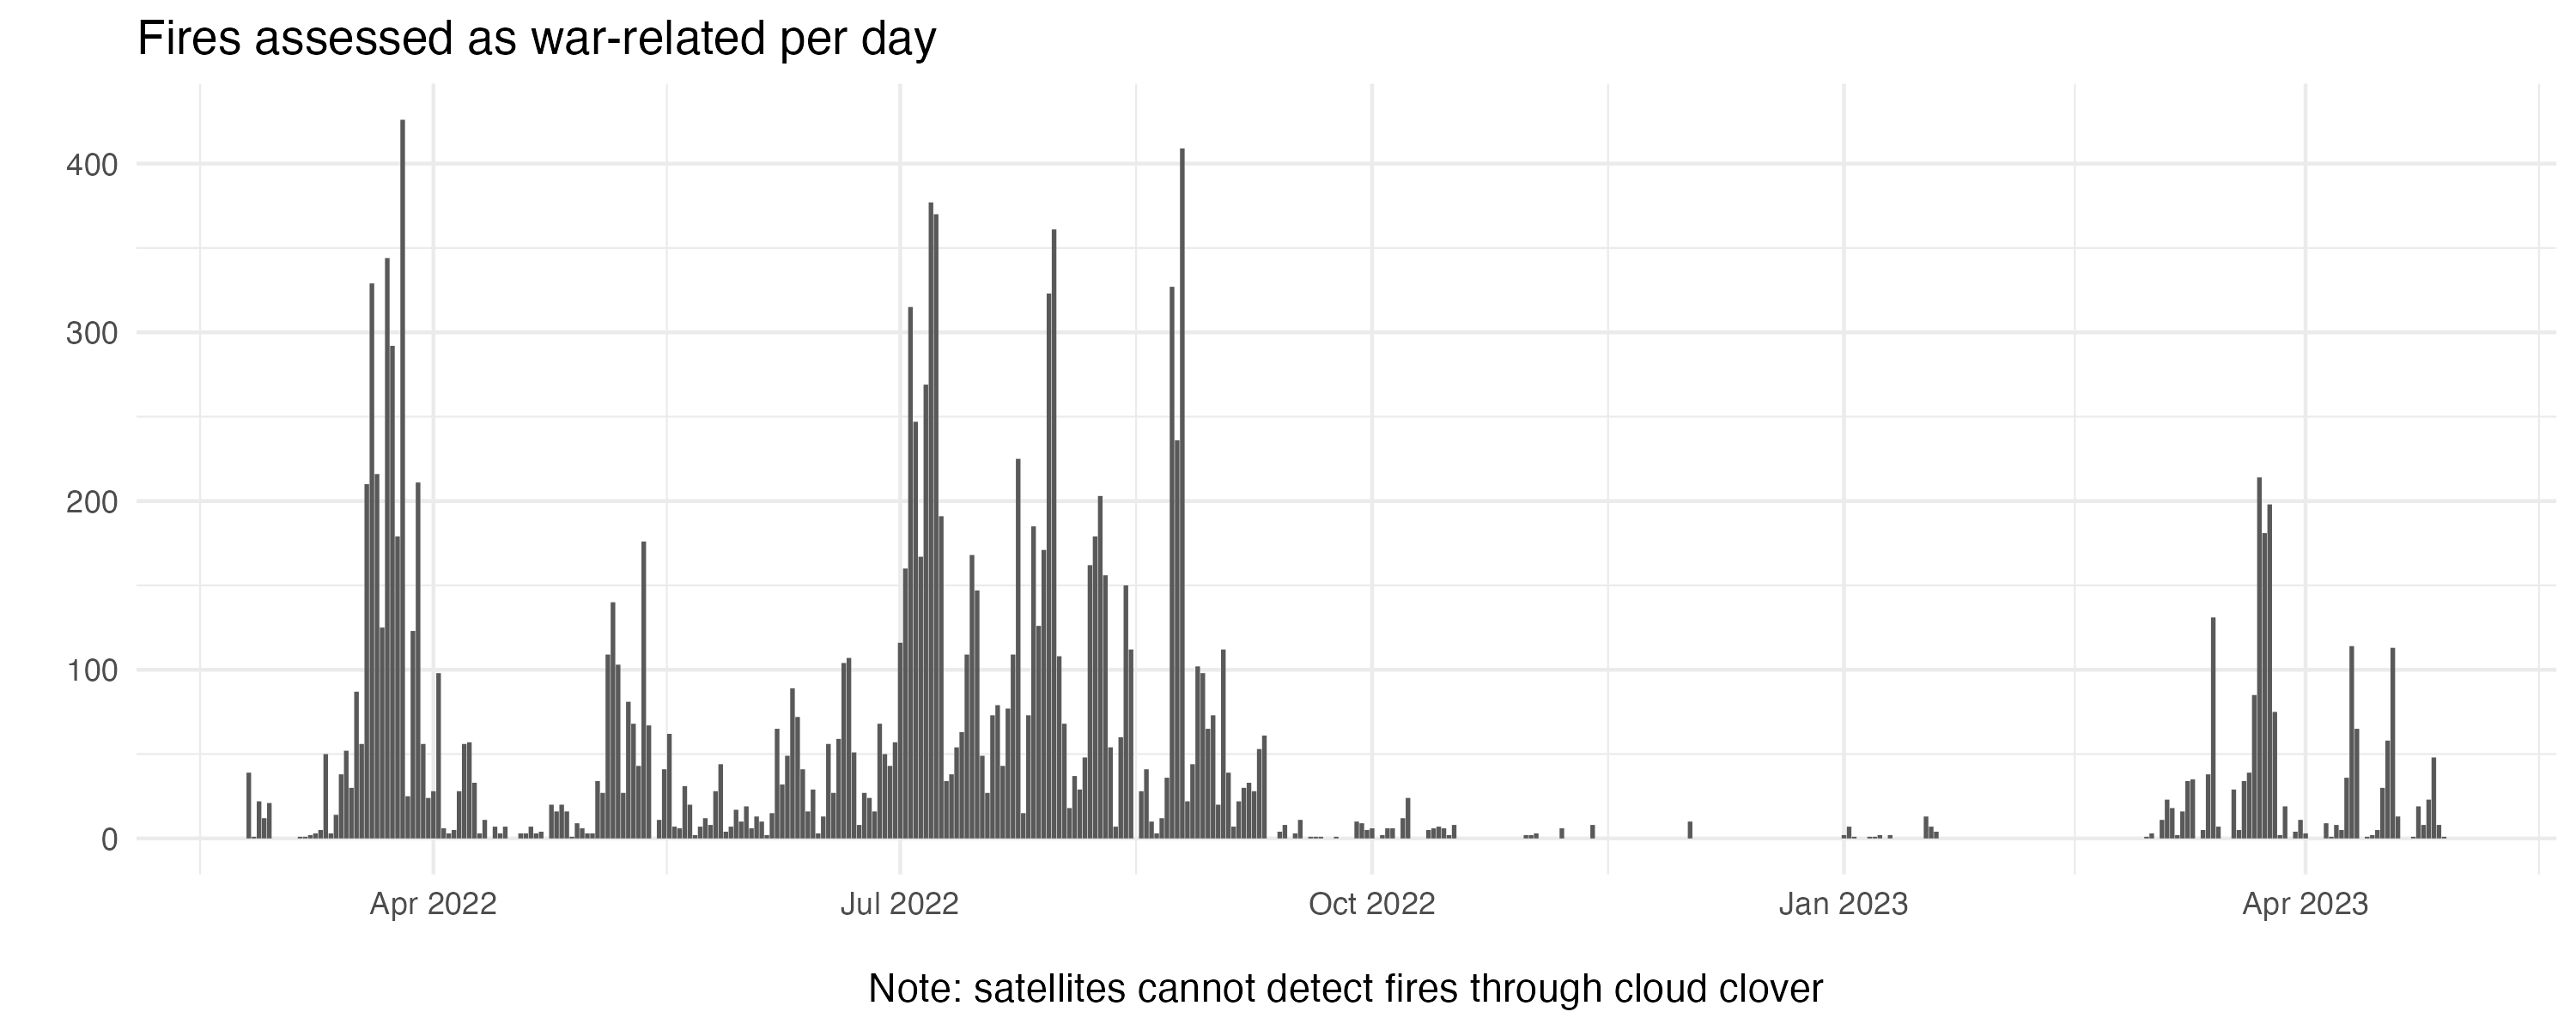 Fires assessed as war-related per day
400
300
200
100
0
Apr 2022
Jul 2022
Oct 2022
Jan 2023
Apr 2023
Note: satellites cannot detect fires through cloud clover